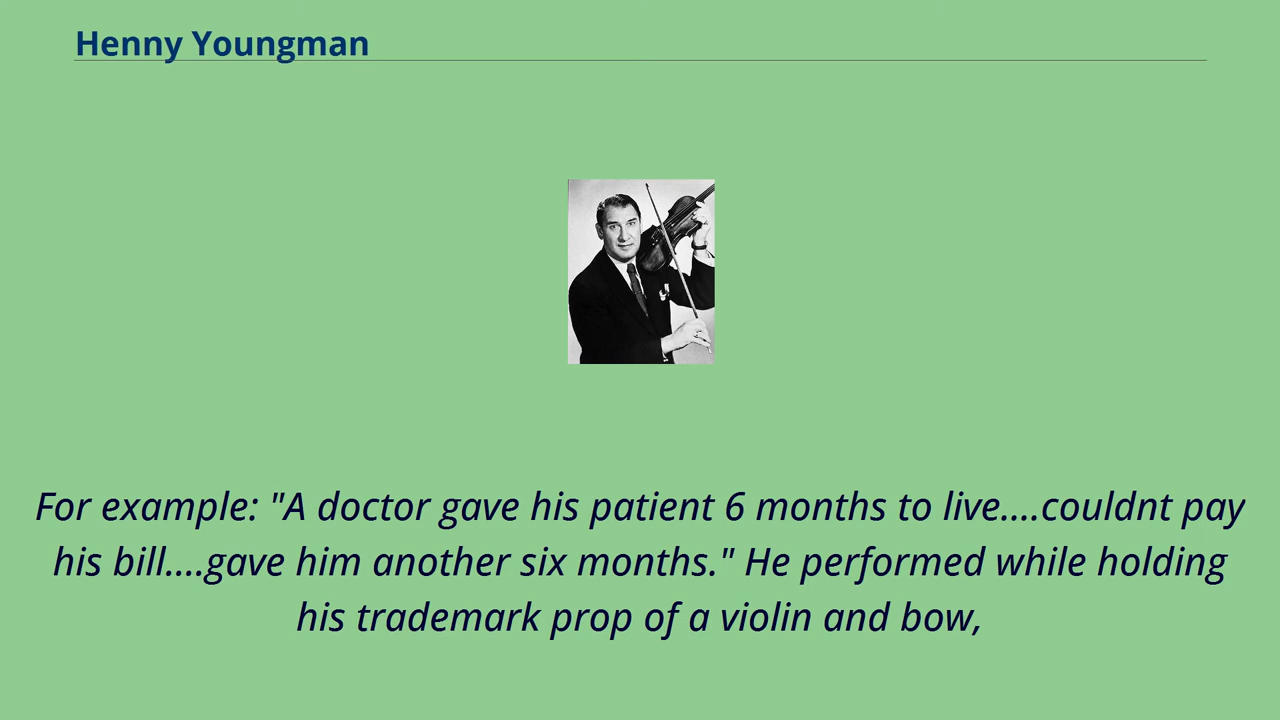 Henny Youngman
For example: "A doctor gave his patient 6 months to live....couldnt pay
his bill....gave him another six months." He performed while holding
his trademark prop of a violin and bow,